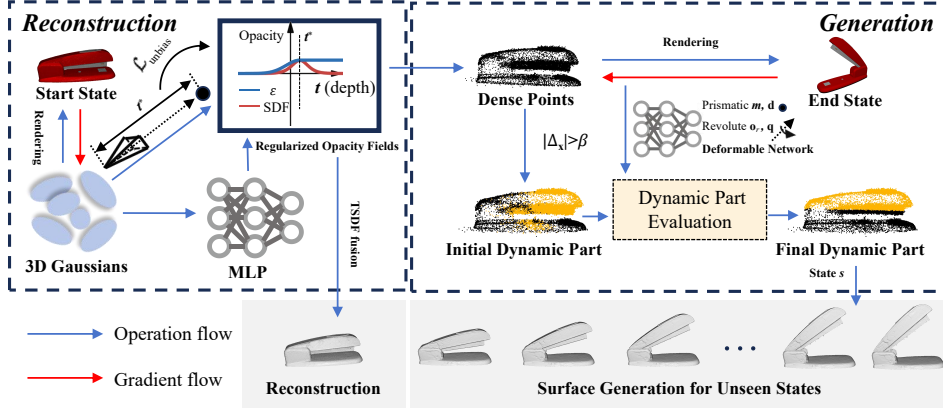 Reconstruction
Generation
Start State
ℒunbias
r
Rendering
Opacity
t*
t (depth)
ε
SDF
Regularized Opacity Fields
3D Gaussians
MLP
TSDF fusion
Dense Points
Rendering
End State
|Δx|>β
Prismatic m, d
Revolute or, q
Deformable Network
Initial Dynamic Part
Dynamic Part
Evaluation
Final Dynamic Part
State s
Operation flow
Gradient flow
Reconstruction
Surface Generation for Unseen States